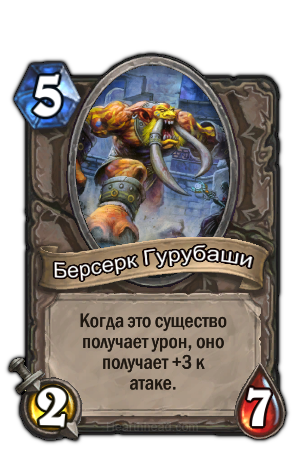 5
Берсерк Гурубаши
Когда это существо
получает урон, оно
получает +3 к
атаке.
2
7